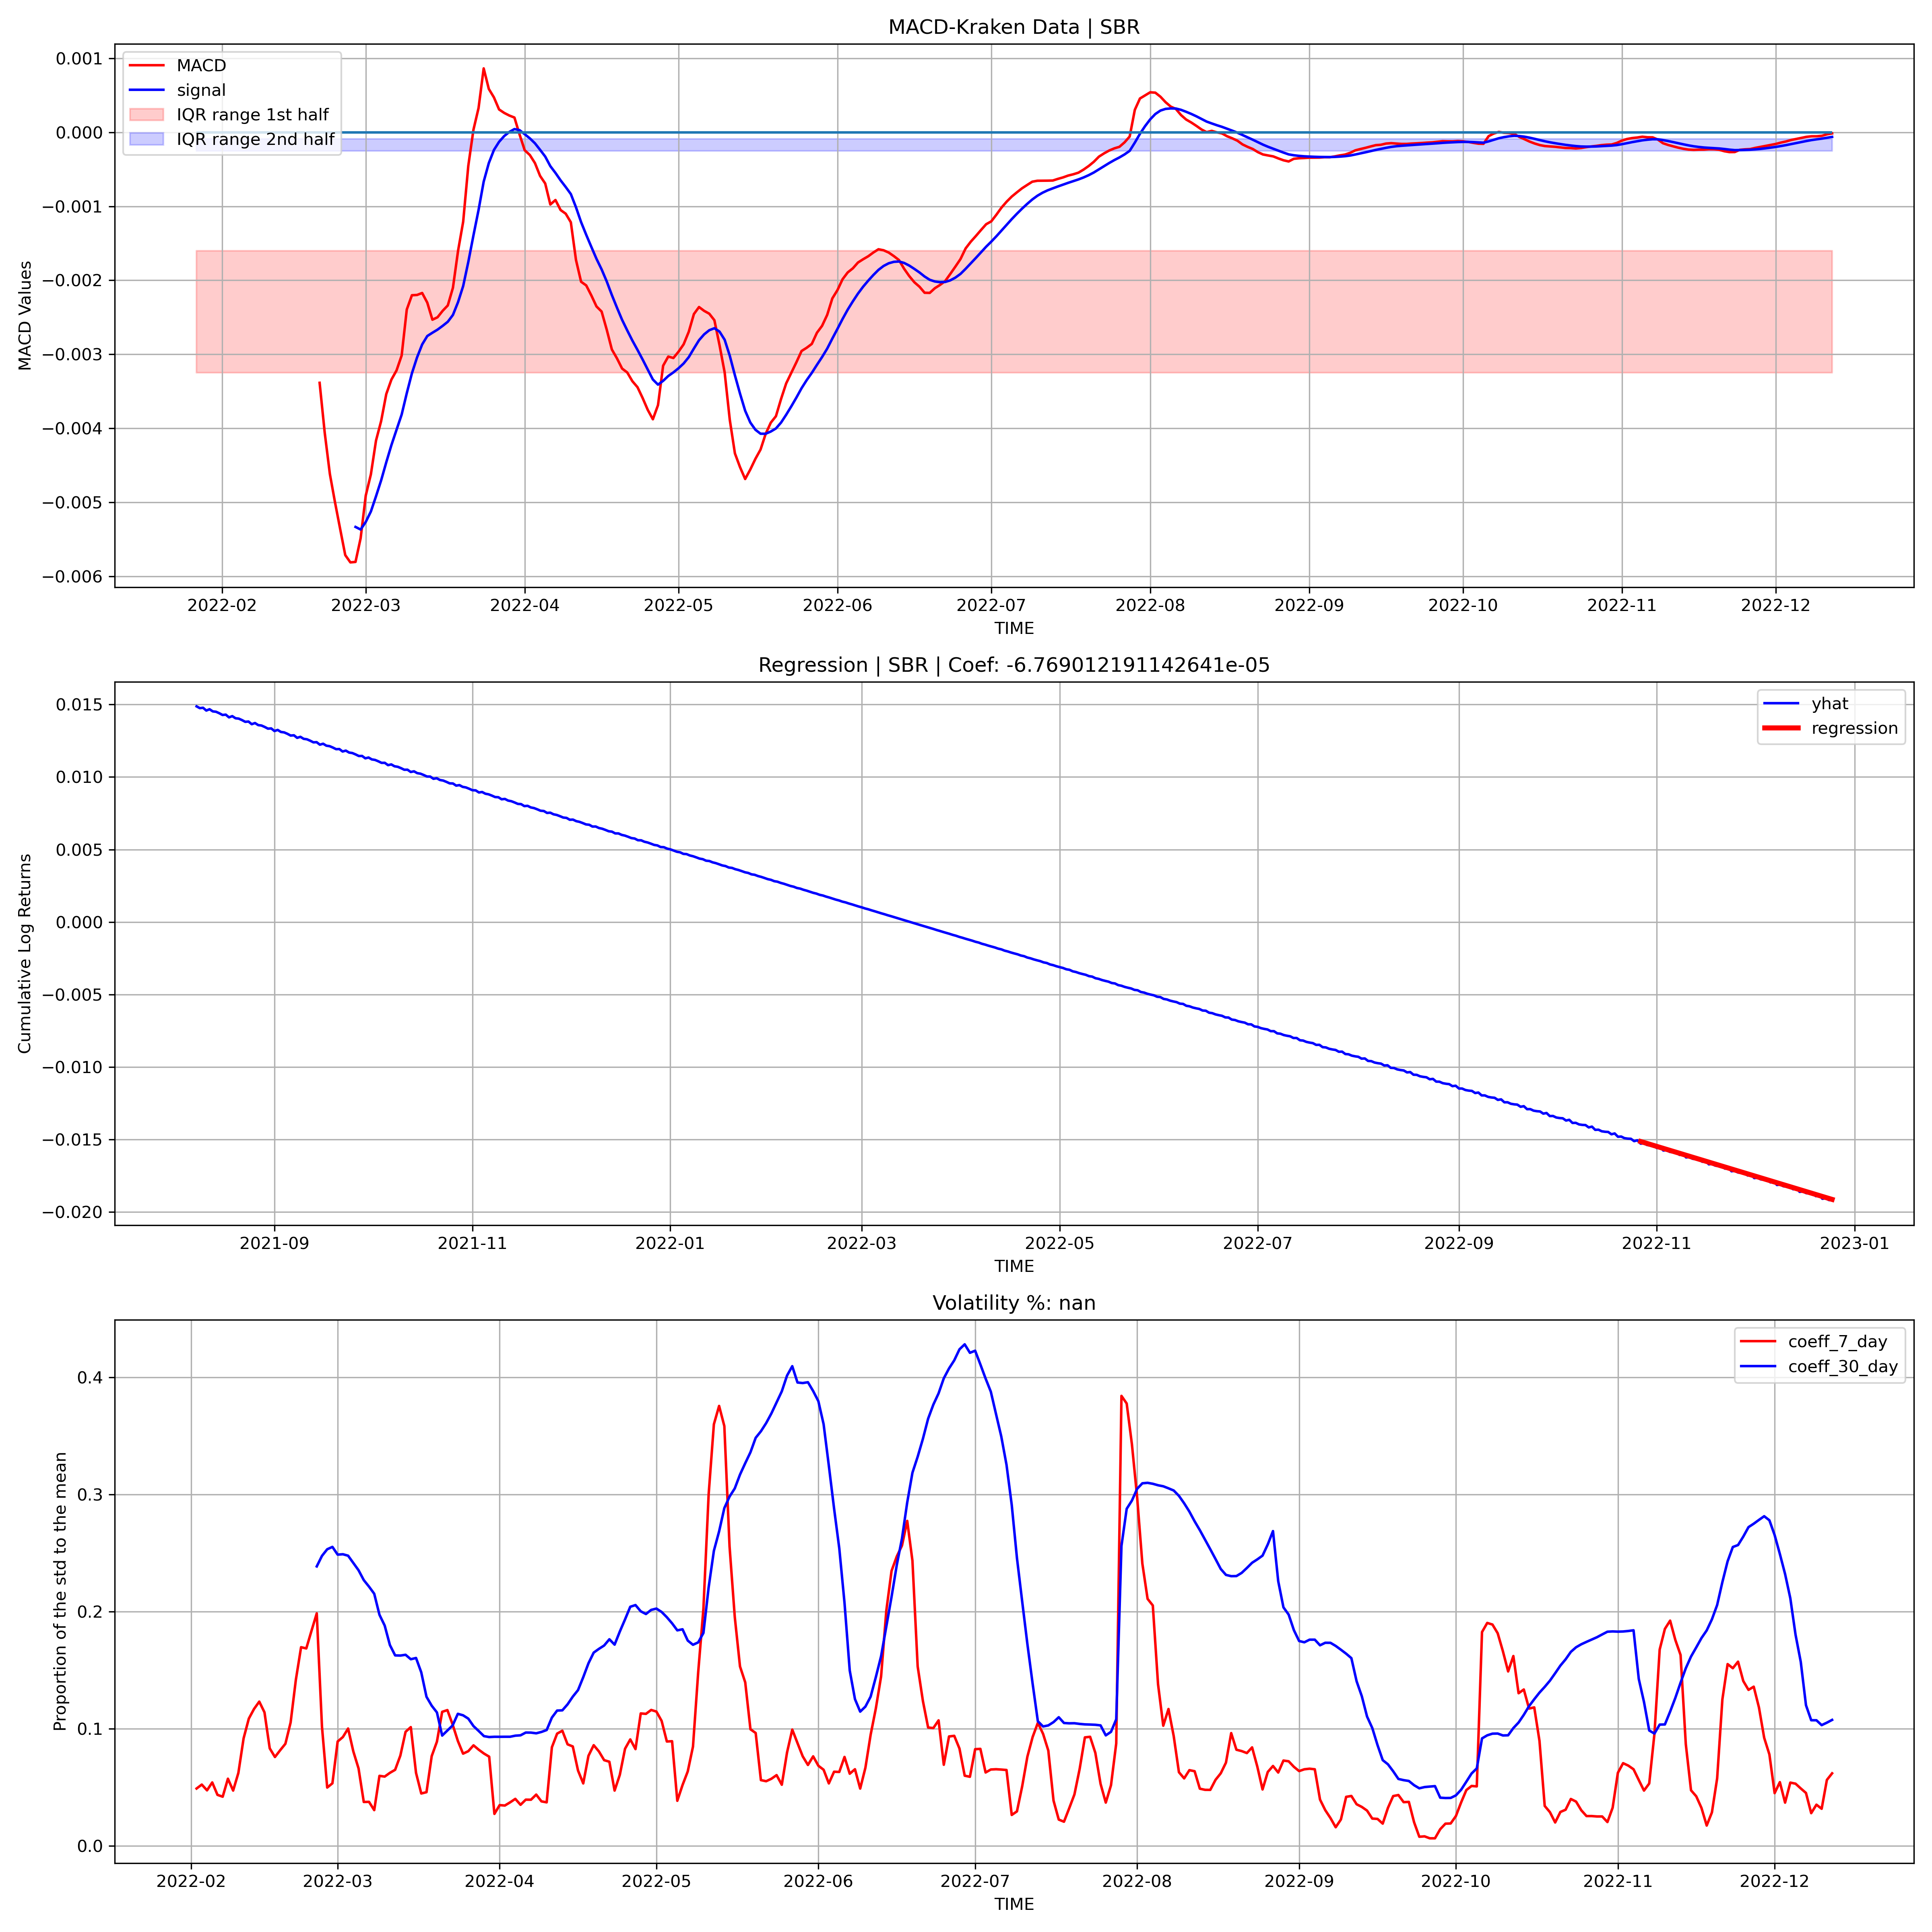 MACD-Kraken Data | SBR
MACD
signal
IQR range 1st half
IQR range 2nd half
0.001
0.000
−0.001
−0.002
−0.003
−0.004
−0.005
−0.006
MACD Values
2022-02 2022-03 2022-04 2022-05 2022-06 2022-07 2022-08 2022-09 2022-10 2022-11 2022-12
TIME
Regression | SBR | Coef: -6.769012191142641e-05
yhat
regression
0.015
0.010
0.005
0.000
−0.005
−0.010
−0.015
−0.020
Cumulative Log Returns
2021-09 2021-11 2022-01 2022-03 2022-05 2022-07 2022-09 2022-11 2023-01
TIME
Volatility %: nan
coeff_7_day
coeff_30_day
0.4
0.3
0.2
0.1
0.0
Proportion of the std to the mean
2022-02 2022-03 2022-04 2022-05 2022-06 2022-07 2022-08 2022-09 2022-10 2022-11 2022-12
TIME